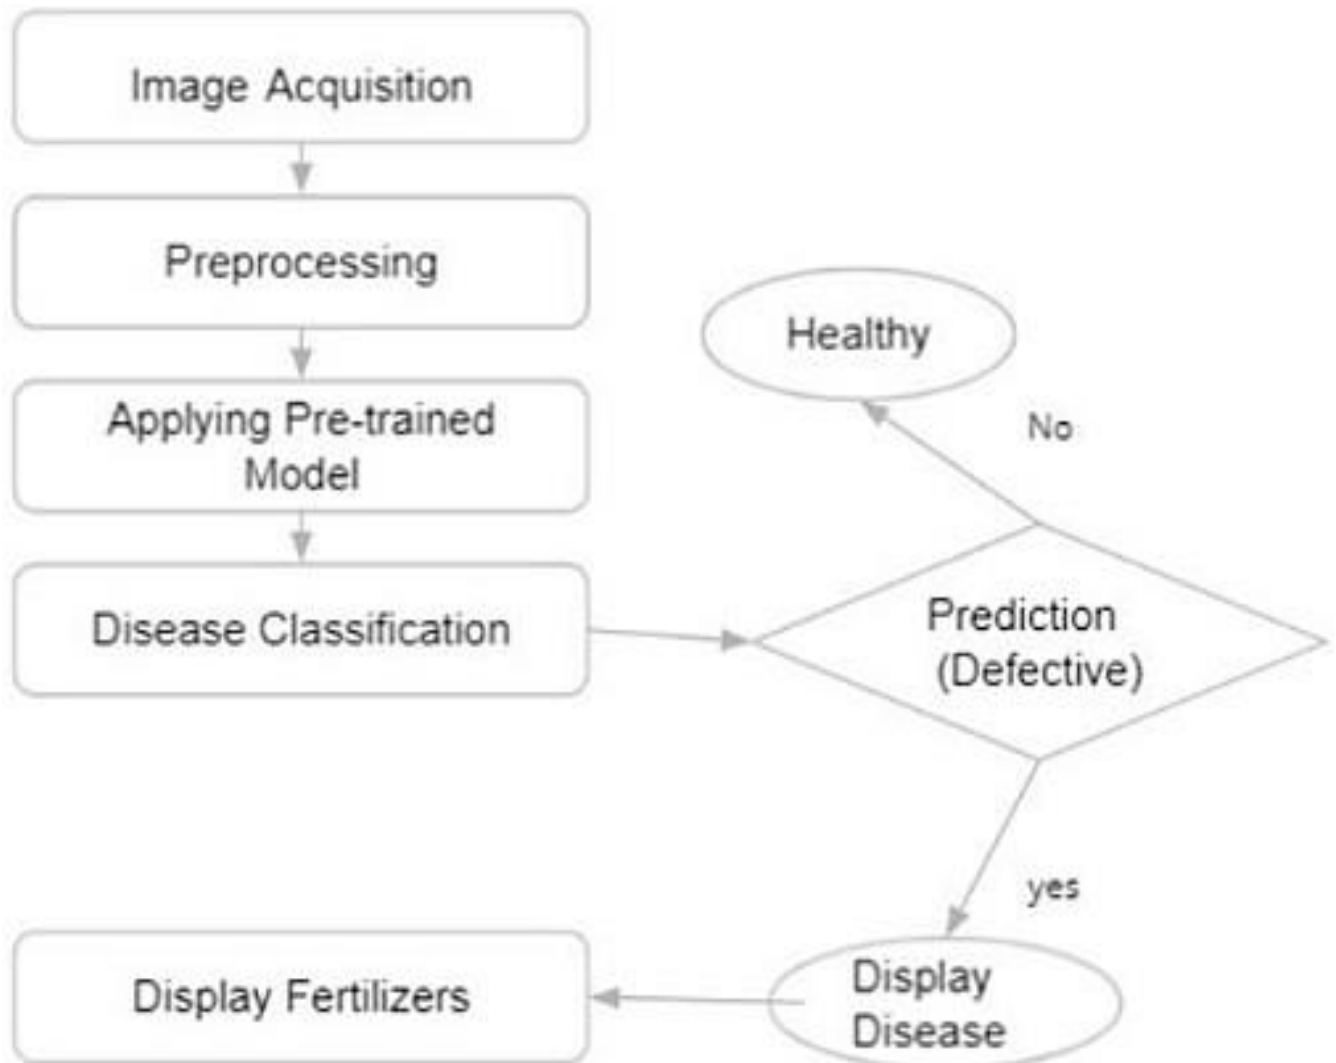 Image Acquisition
Preprocessing
Applying Pre-trained
Model
Disease Classification
Healthy
No
Prediction
(Defective)
yes
Display
Disease
Display Fertilizers